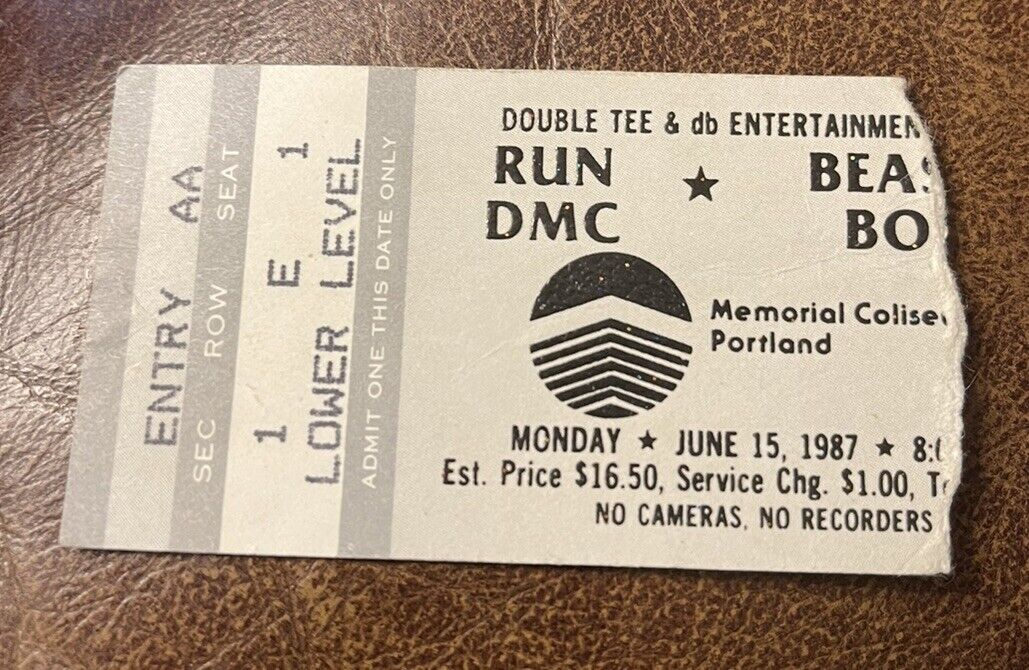 ENTRY AA
SEC ROW SEAT
1 E 1
LOWER LEVEL
ADMIT ONE THIS DATE ONLY
DOUBLE TEE & db ENTERTAINMEN
RUN ★ BEAS
DMC BO
Memorial Colise
Portland
MONDAY ★ JUNE 15, 1987 ★ 8:
Est. Price $16.50, Service Chg. $1.00, T
NO CAMERAS, NO RECORDERS